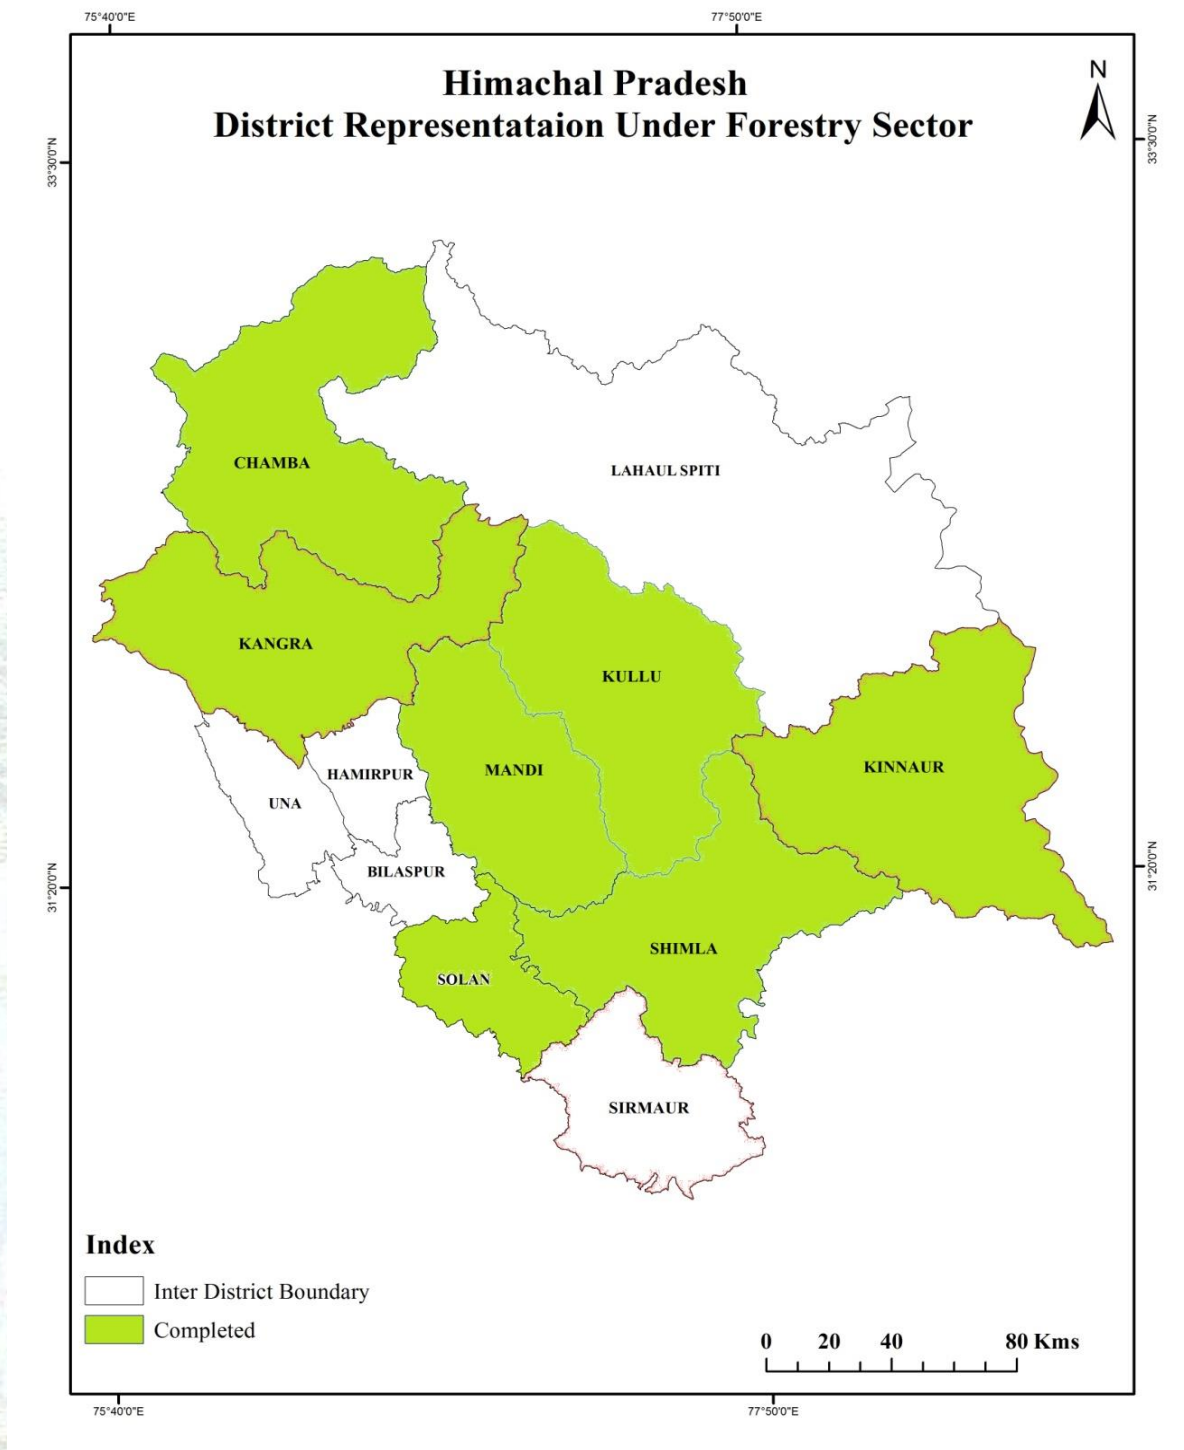 75°40'0"E
77°50'0"E
Himachal Pradesh
District Representataion Under Forestry Sector
N
33°30'0"N
33°30'0"N
CHAMBA
LAHAUL SPITI
KANGRA
KULLU
KINNAUR
MANDI
HAMIRPUR
UNA
BILASPUR
31°20'0"N
31°20'0"N
SHIMLA
SOLAN
SIRMAUR
Index
Inter District Boundary
Completed
0 20 40 80 Kms
75°40'0"E
77°50'0"E